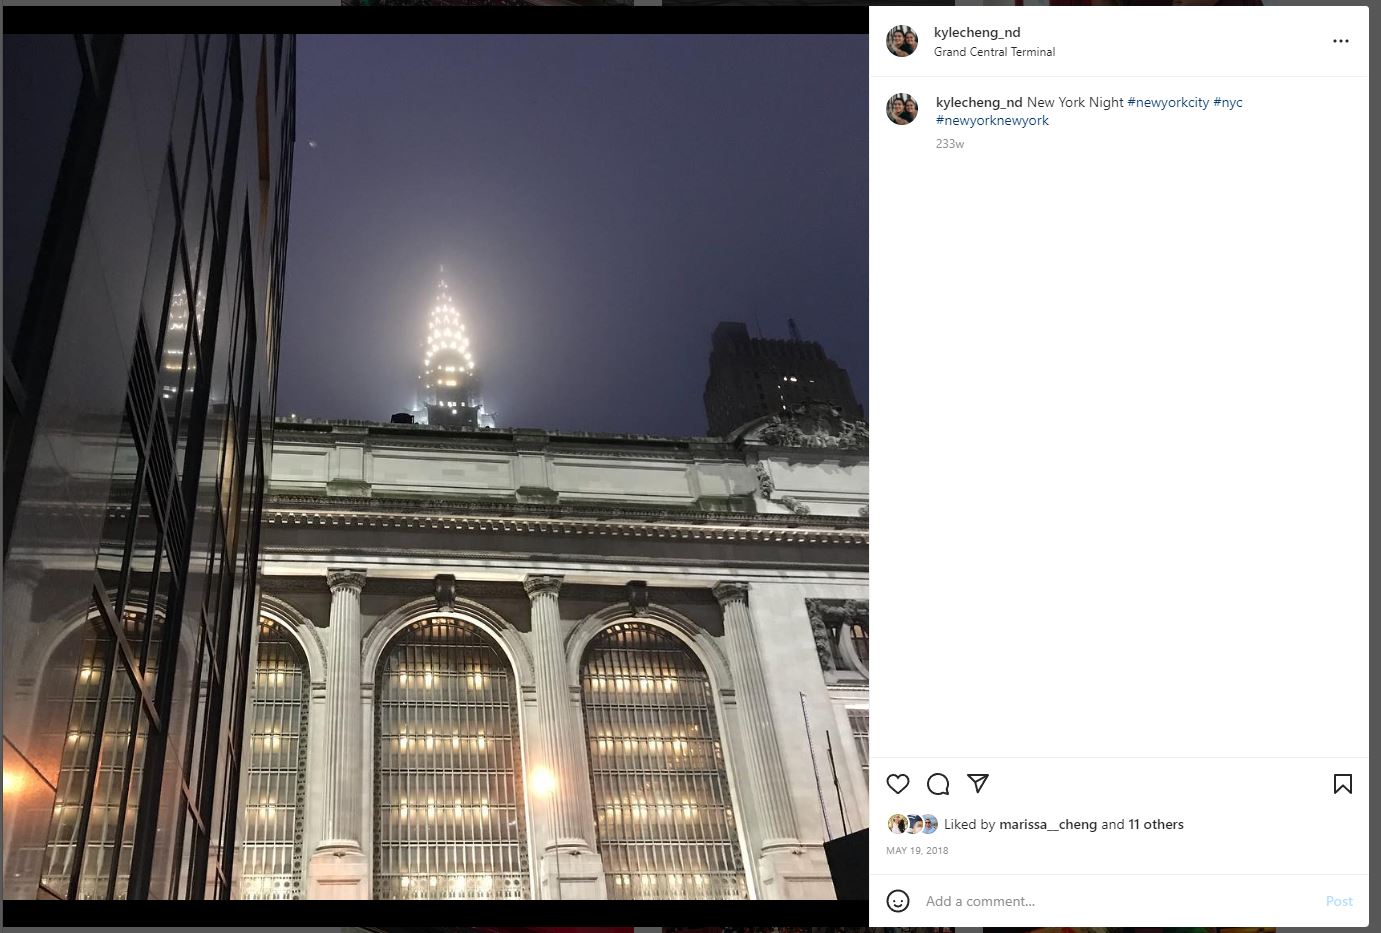 kylecheng_nd
Grand Central Terminal
kylecheng_nd New York Night #newyorkcity #nyc
#newyorknewyork
233w
Liked by marissa__cheng and 11 others
MAY 19, 2018
Add a comment...
Post